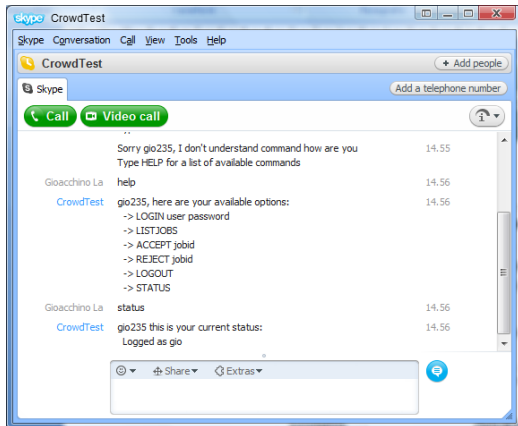 skype CrowdTest
Skype Conversation Call View Tools Help
CrowdTest
+ Add people
Skype
Add a telephone number
Call Video call
Sorry gio235, I don't understand command how are you 14.55
Type HELP for a list of available commands
Gioacchino La help 14.56
CrowdTest gio235, here are your available options: 14.56
-> LOGIN user password
-> LISTJOBS
-> ACCEPT jobid
-> REJECT jobid
-> LOGOUT
-> STATUS
Gioacchino La status 14.56
CrowdTest gio235 this is your current status: 14.56
Logged as gio
Share Extras